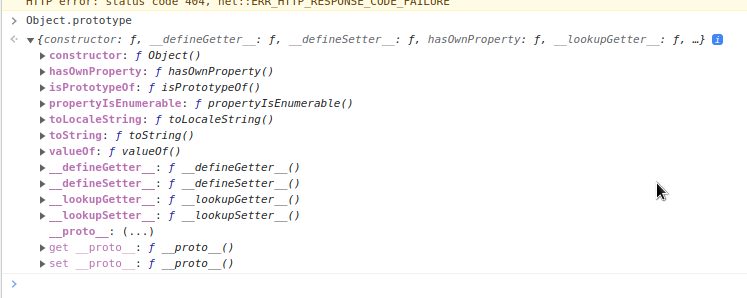 HTTP error: status code 404, net::ERR_HTTP_RESPONSE_CODE_FAILURE
Object.prototype
{constructor: ƒ, __defineGetter__: ƒ, __defineSetter__: ƒ, hasOwnProperty: ƒ, __lookupGetter__: ƒ, …}
constructor: ƒ Object()
hasOwnProperty: ƒ hasOwnProperty()
isPrototypeOf: ƒ isPrototypeOf()
propertyIsEnumerable: ƒ propertyIsEnumerable()
toLocaleString: ƒ toLocaleString()
toString: ƒ toString()
valueOf: ƒ valueOf()
__defineGetter__: ƒ __defineGetter__()
__defineSetter__: ƒ __defineSetter__()
__lookupGetter__: ƒ __lookupGetter__()
__lookupSetter__: ƒ __lookupSetter__()
__proto__: (...)
get __proto__: ƒ __proto__()
set __proto__: ƒ __proto__()